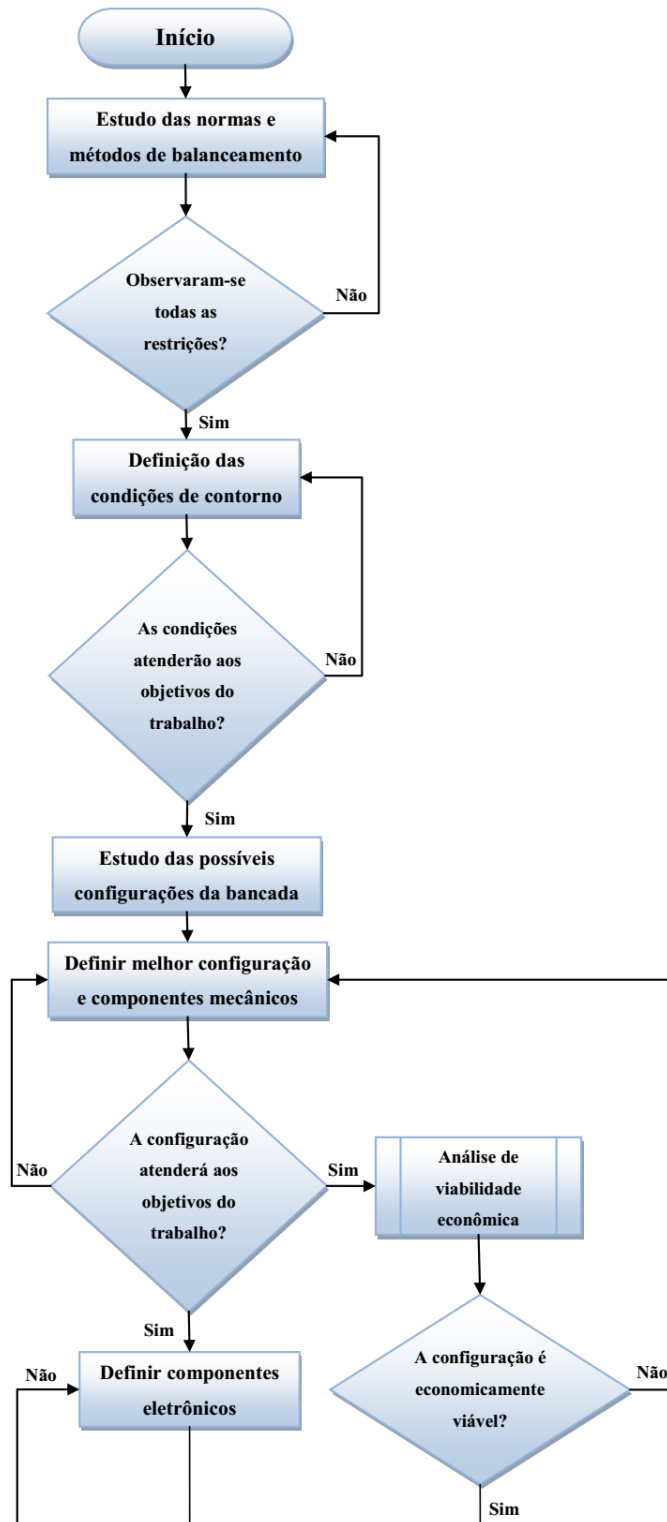 Início
Estudo das normas e
métodos de balanceamento
Observaram-se
todas as
restrições?
Não
Sim
Definição das
condições de contorno
As condições
atenderão aos
objetivos do
trabalho?
Não
Sim
Estudo das possíveis
configurações da bancada
Definir melhor configuração
e componentes mecânicos
A configuração
atenderá aos
objetivos do
trabalho?
Não
Sim
Análise de
viabilidade
econômica
Sim
Não
Definir componentes
eletrônicos
A configuração é
economicamente
viável?
Não
Sim